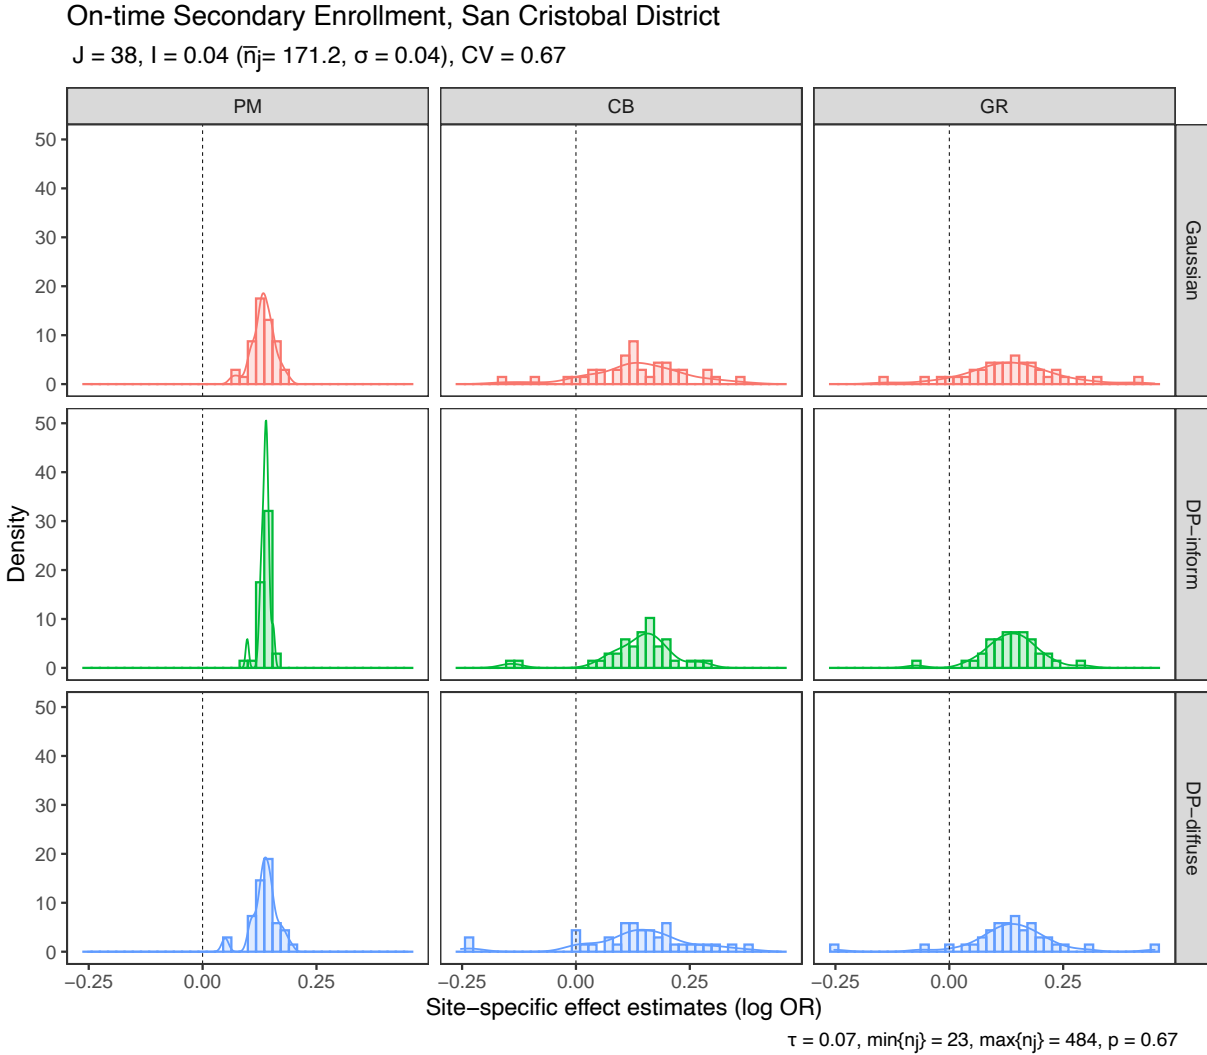 On-time Secondary Enrollment, San Cristobal District
J = 38, I = 0.04 (n̅j= 171.2, σ = 0.04), CV = 0.67
PM CB GR
50
40
30
20
10
0
Gaussian
50
40
30
20
10
0
DP−inform
50
40
30
20
10
0
DP−diffuse
Density
−0.25 0.00 0.25 −0.25 0.00 0.25 −0.25 0.00 0.25
Site−specific effect estimates (log OR)
τ = 0.07, min{nj} = 23, max{nj} = 484, p = 0.67